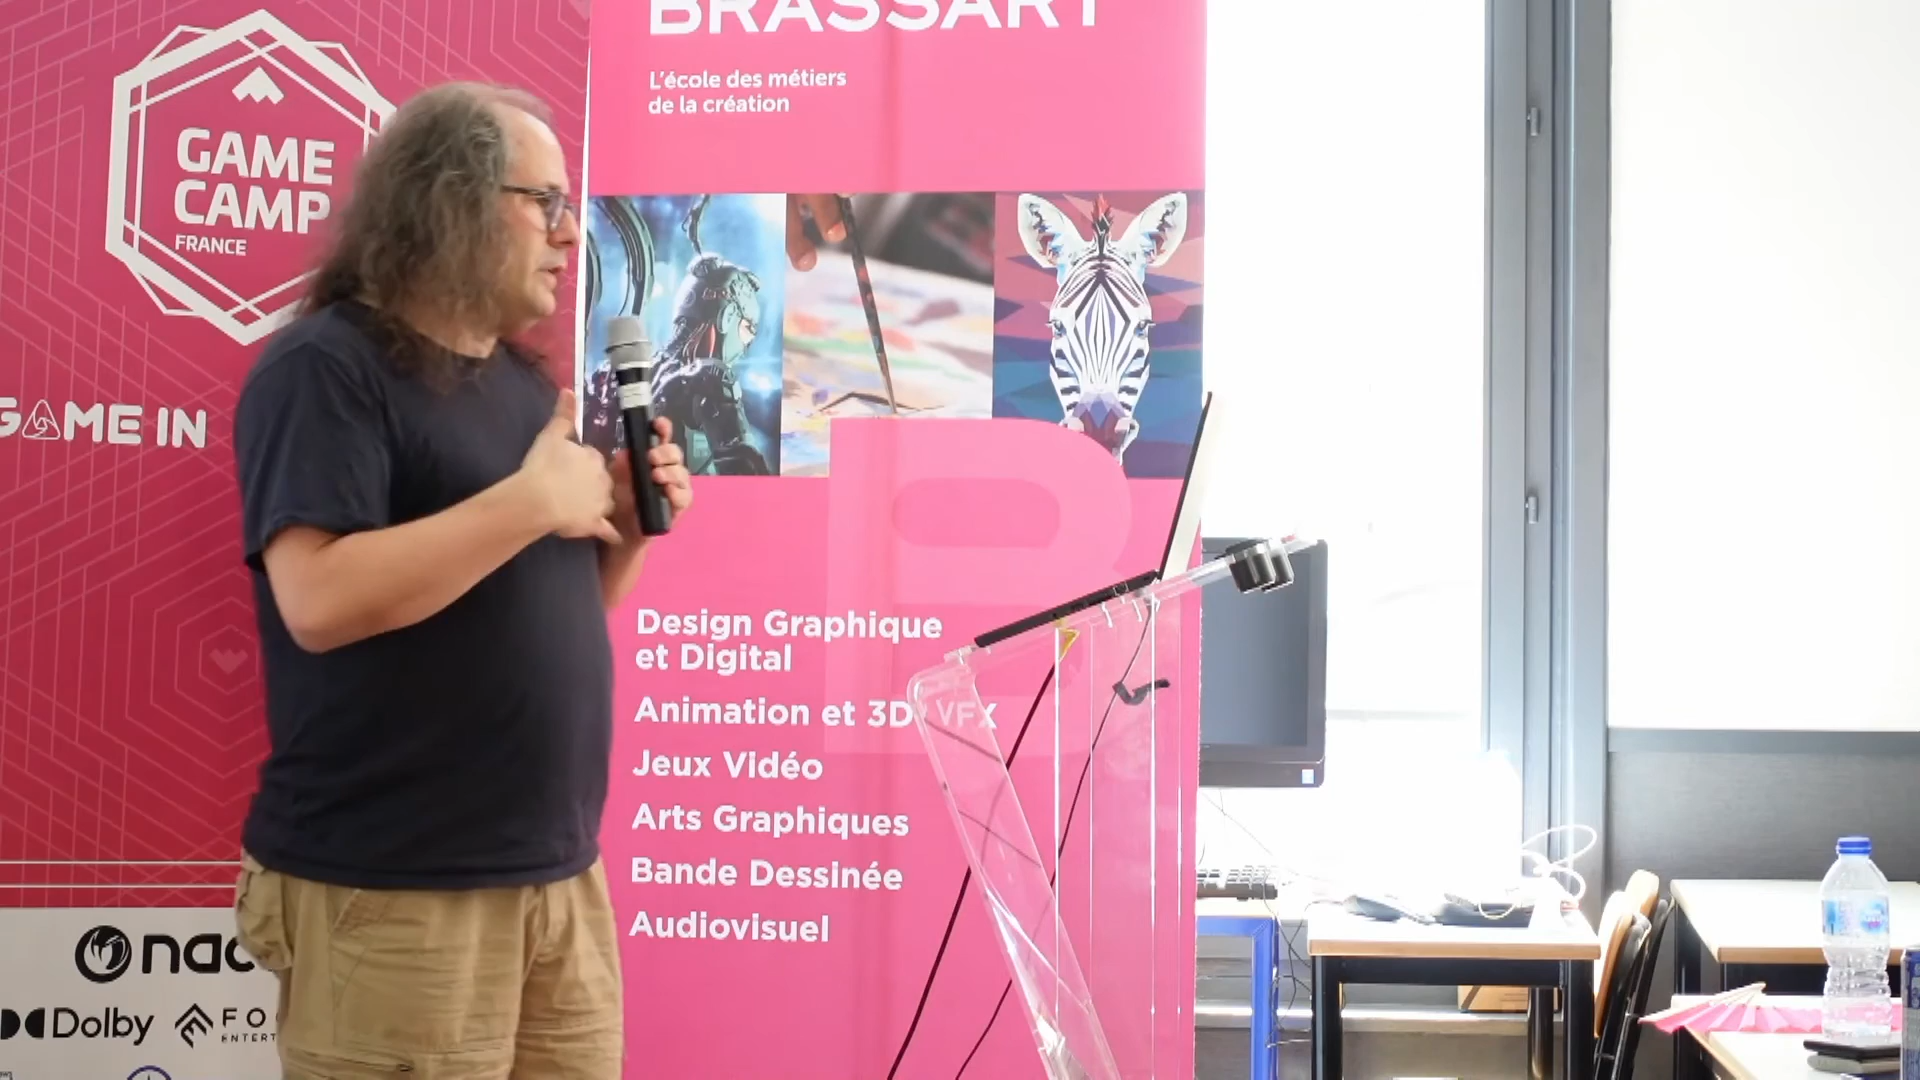 GAME
CAMP
FRANCE
GAME IN
Dolby
BRASSART
L'école des métiers
de la création
Design Graphique
et Digital
Animation et 3D / VFX
Jeux Vidéo
Arts Graphiques
Bande Dessinée
Audiovisuel